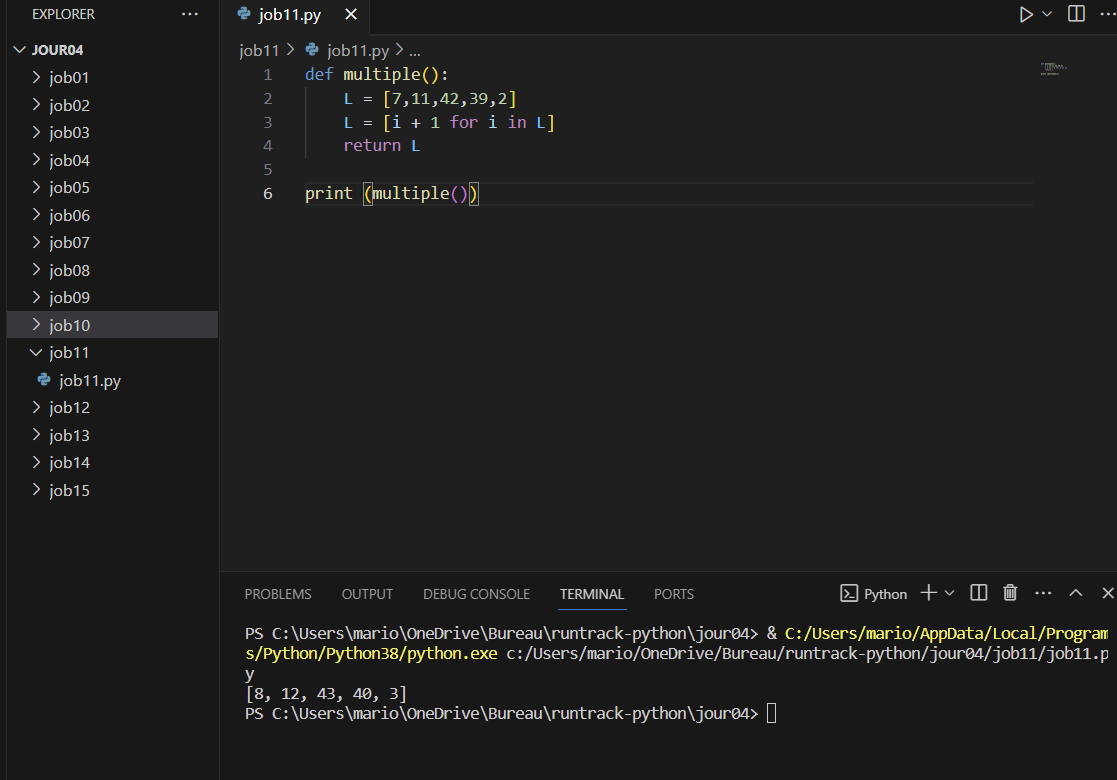 EXPLORER ...
JOUR04
job01
job02
job03
job04
job05
job06
job07
job08
job09
job10
job11
job11.py
job12
job13
job14
job15
job11.py
job11 > job11.py > ...
1 def multiple():
2 L = [7,11,42,39,2]
3 L = [i + 1 for i in L]
4 return L
5
6 print (multiple())
PROBLEMS OUTPUT DEBUG CONSOLE TERMINAL PORTS Python
PS C:\Users\mario\OneDrive\Bureau\runtrack-python\jour04> & C:/Users/mario/AppData/Local/Program
s/Python/Python38/python.exe c:/Users/mario/OneDrive/Bureau/runtrack-python/jour04/job11/job11.p
y
[8, 12, 43, 40, 3]
PS C:\Users\mario\OneDrive\Bureau\runtrack-python\jour04>